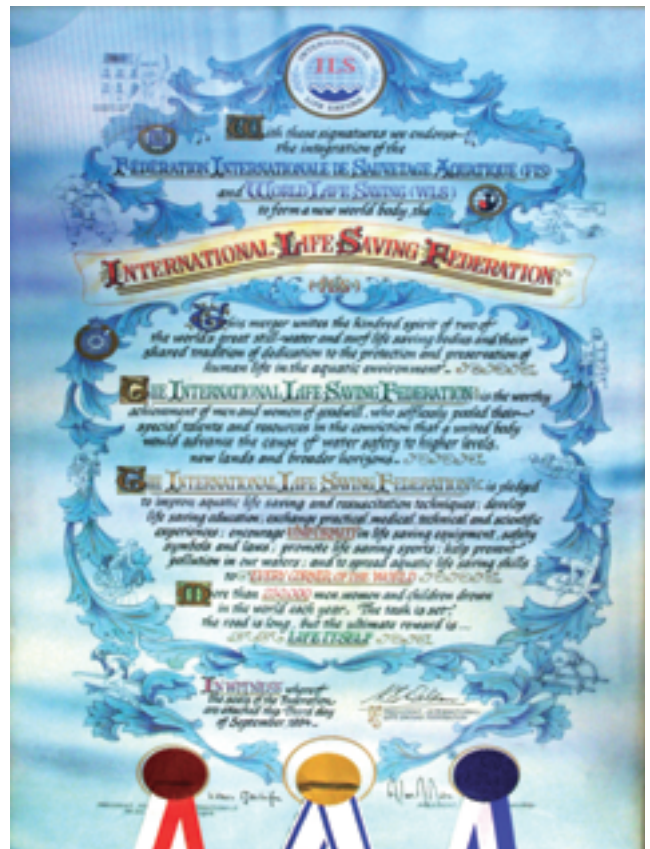 INTERNATIONAL
ILS
LIFE SAVING
With these signatures we endorse
the integration of the
FÉDÉRATION INTERNATIONALE DE SAUVETAGE AQUATIQUE (FIS)
and WORLD LIFE SAVING (WLS)
to form a new world body, the
INTERNATIONAL LIFE SAVING FEDERATION
This merger unites the kindred spirit of two of
the world's great still-water and surf life saving bodies and their
shared tradition of dedication to the protection and preservation of
human life in the aquatic environment.
THE INTERNATIONAL LIFE SAVING FEDERATION is the worthy
achievement of men and women of goodwill, who selflessly pooled their
special talents and resources in the conviction that a united body
would advance the cause of water safety to higher levels,
new lands and broader horizons.
THE INTERNATIONAL LIFE SAVING FEDERATION is pledged
to improve aquatic life saving and resuscitation techniques; develop
life saving education; exchange practical, medical, technical and scientific
experiences; encourage UNIFORMITY in life saving equipment, safety
symbols and laws; promote life saving sports; help prevent
pollution in our waters; and to spread aquatic life saving skills
to EVERY CORNER OF THE WORLD
More than men, women and children drown
in the world each year. The task is set;
the road is long, but the ultimate reward is ...
LIFE ITSELF
IN WITNESS whereof
the seals of the Federation
are attached this Third day
of September 1994